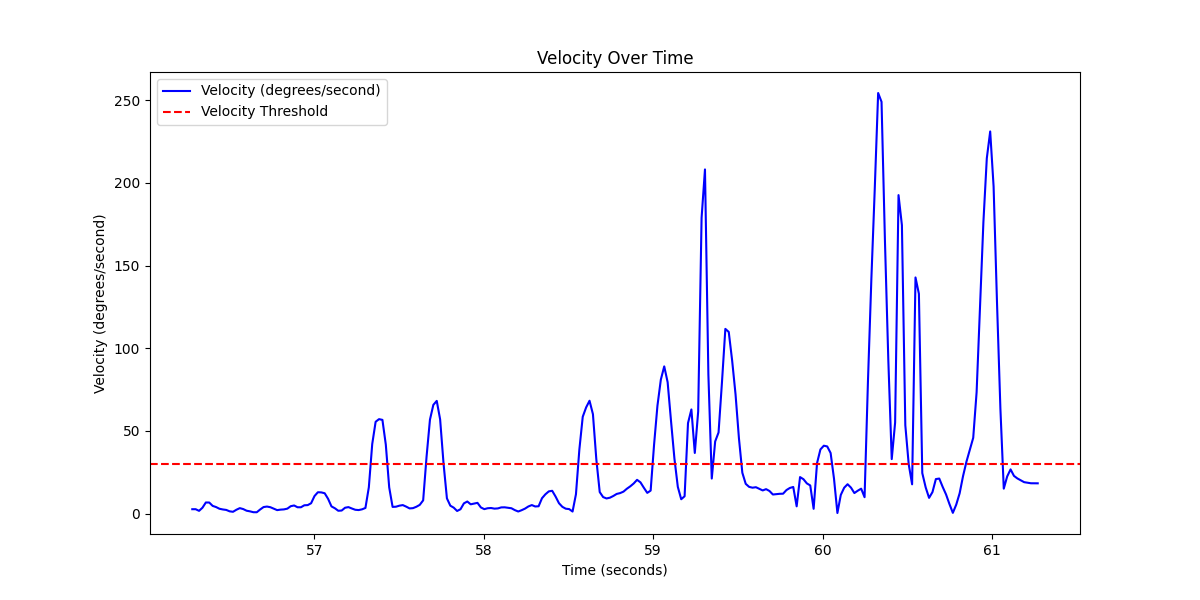 Velocity Over Time
Velocity (degrees/second)
Velocity Threshold
250
200
150
100
50
0
Velocity (degrees/second)
57 58 59 60 61
Time (seconds)